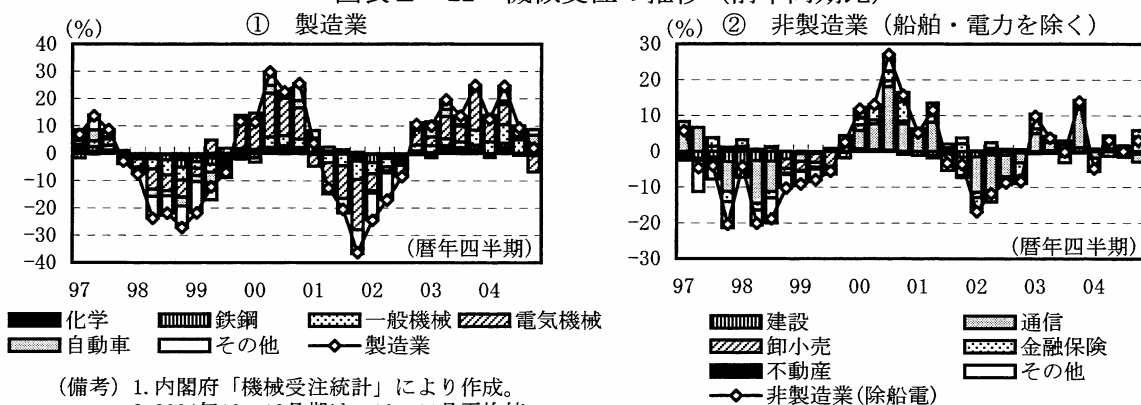 ① 製造業
(%)
40
30
20
10
0
-10
-20
-30
-40
(暦年四半期)
97 98 99 00 01 02 03 04
化学 鉄鋼 一般機械 電気機械
自動車 その他 製造業
② 非製造業（船舶・電力を除く）
(%)
30
20
10
0
-10
-20
-30
(暦年四半期)
97 98 99 00 01 02 03 04
建設 通信
卸小売 金融保険
不動産 その他
非製造業(除船電)
（備考）1.内閣府「機械受注統計」により作成。